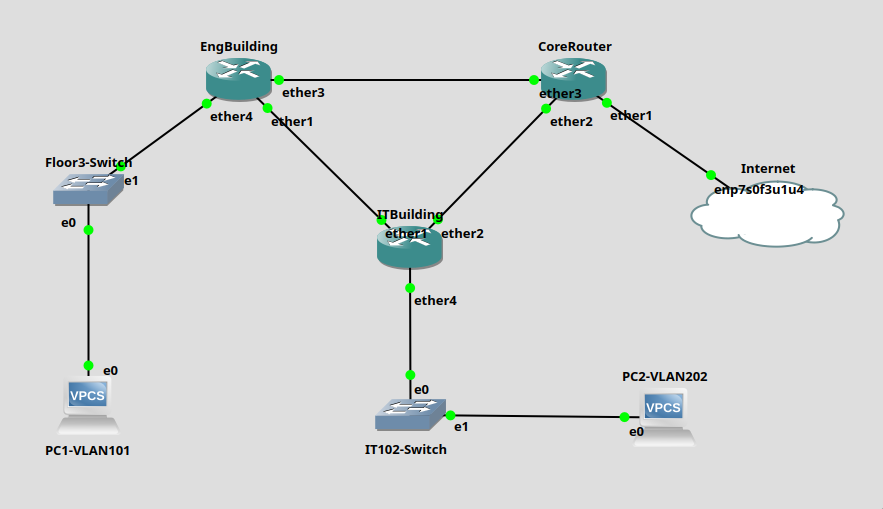 EngBuilding
CoreRouter
ether3
ether3
ether4
ether1
ether2
ether1
Floor3-Switch
e1
Internet
enp7s0f3u1u4
ITBuilding
e0
ether1
ether2
ether4
e0
VPCS
PC1-VLAN101
e0
IT102-Switch
e1
PC2-VLAN202
VPCS
e0